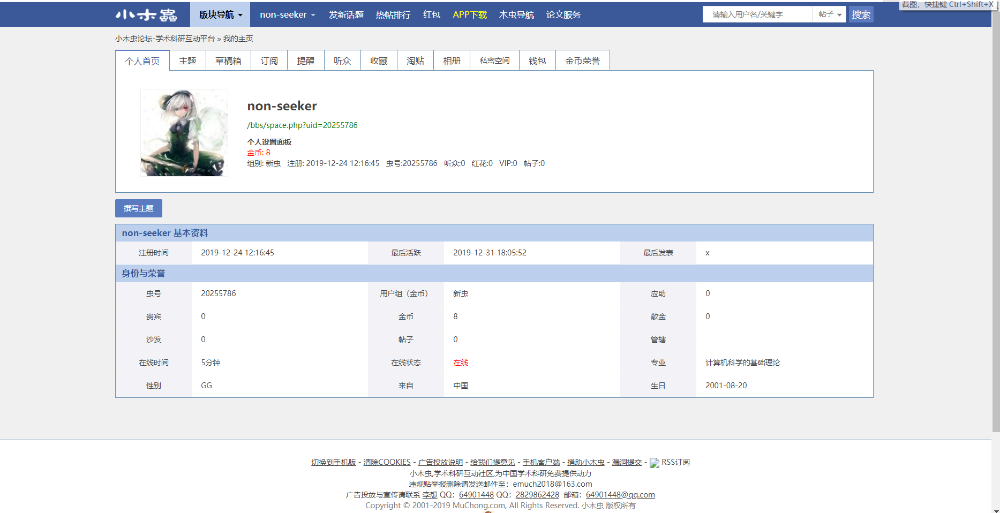 截图，快捷键 Ctrl+Shift+X
小木蟲 版块导航 non-seeker 发新话题 热帖排行 红包 APP下载 木虫导航 论文服务 请输入用户名/关键字 帖子 搜索
小木虫论坛-学术科研互动平台 » 我的主页
个人首页 主题 草稿箱 订阅 提醒 听众 收藏 淘贴 相册 私密空间 钱包 金币荣誉
non-seeker
/bbs/space.php?uid=20255786
个人设置面板
金币: 8
组别: 新虫 注册: 2019-12-24 12:16:45 虫号:20255786 听众:0 红花:0 VIP:0 帖子:0
撰写主题
non-seeker 基本资料
注册时间 2019-12-24 12:16:45 最后活跃 2019-12-31 18:05:52 最后发表 x
身份与荣誉
虫号 20255786 用户组（金币） 新虫 应助 0
贵宾 0 金币 8 散金 0
沙发 0 帖子 0 管辖
在线时间 5分钟 在线状态 在线 专业 计算机科学的基础理论
性别 GG 来自 中国 生日 2001-08-20
切换到手机版 - 清除COOKIES - 广告投放说明 - 给我们提意见 - 手机客户端 - 捐助小木虫 - 漏洞提交 - RSS订阅
小木虫,学术科研互动社区,为中国学术科研免费提供动力
违规贴举报删除请发送邮件至：emuch2018@163.com
广告投放与宣传请联系 李想 QQ：64901448 QQ：2829862428 邮箱：64901448@qq.com
Copyright © 2001-2019 MuChong.com, All Rights Reserved. 小木虫 版权所有